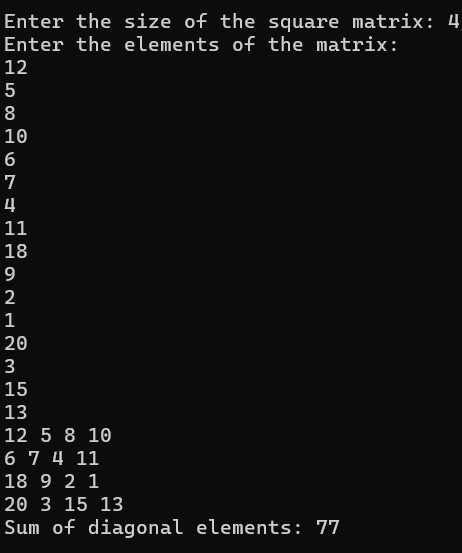 Enter the size of the square matrix: 4
Enter the elements of the matrix:
12
5
8
10
6
7
4
11
18
9
2
1
20
3
15
13
12 5 8 10
6 7 4 11
18 9 2 1
20 3 15 13
Sum of diagonal elements: 77